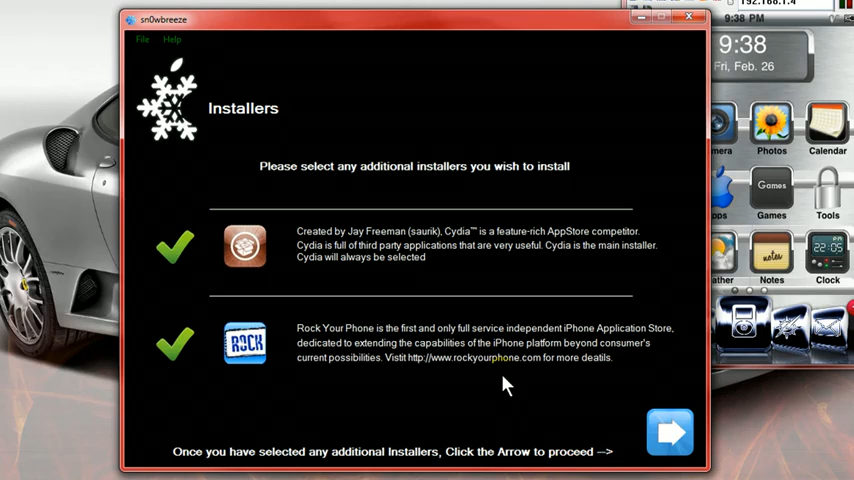 192.168.1.4
sn0wbreeze
9:38 PM
File Help
9:38
Fri, Feb. 26
Installers
Photos
Calendar
Please select any additional installers you wish to install
Games
Games
Tools
Created by Jay Freeman (saurik), Cydia™ is a feature-rich AppStore competitor.
Cydia is full of third party applications that are very useful. Cydia is the main installer.
Cydia will always be selected
notes
22:05
Notes
Clock
ROCK
Rock Your Phone is the first and only full service independent iPhone Application Store,
dedicated to extending the capabilities of the iPhone platform beyond consumer's
current possibilities. Vistit http://www.rockyourphone.com for more deatils.
Once you have selected any additional Installers, Click the Arrow to proceed -->